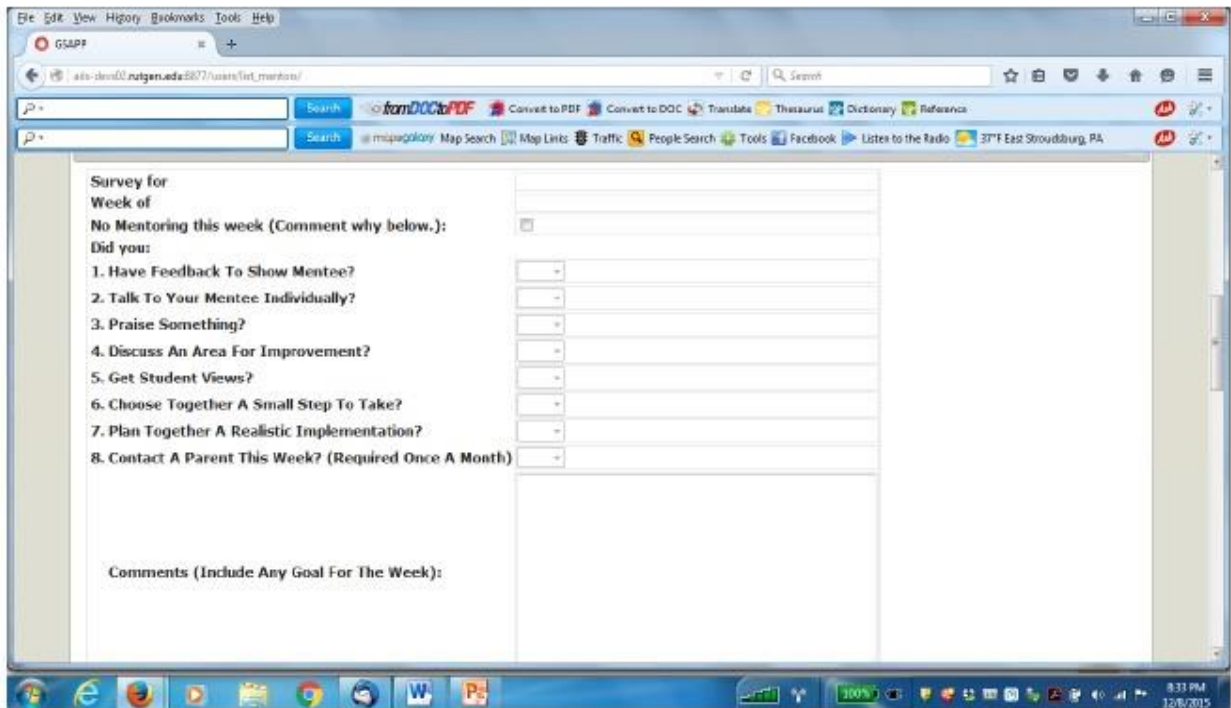 File Edit View History Bookmarks Tools Help
GSAPP
Search
Search fromDOCtoPDF Convert to PDF Convert to DOC Translate Thesaurus Dictionary Reference
Search mapsgalaxy Map Search Map Links Traffic People Search Tools Facebook Listen to the Radio 37°F East Stroudsburg, PA
Survey for
Week of
No Mentoring this week (Comment why below.):
Did you:
1. Have Feedback To Show Mentee?
2. Talk To Your Mentee Individually?
3. Praise Something?
4. Discuss An Area For Improvement?
5. Get Student Views?
6. Choose Together A Small Step To Take?
7. Plan Together A Realistic Implementation?
8. Contact A Parent This Week? (Required Once A Month)
Comments (Include Any Goal For The Week):
100%
8:33 PM
12/8/2015